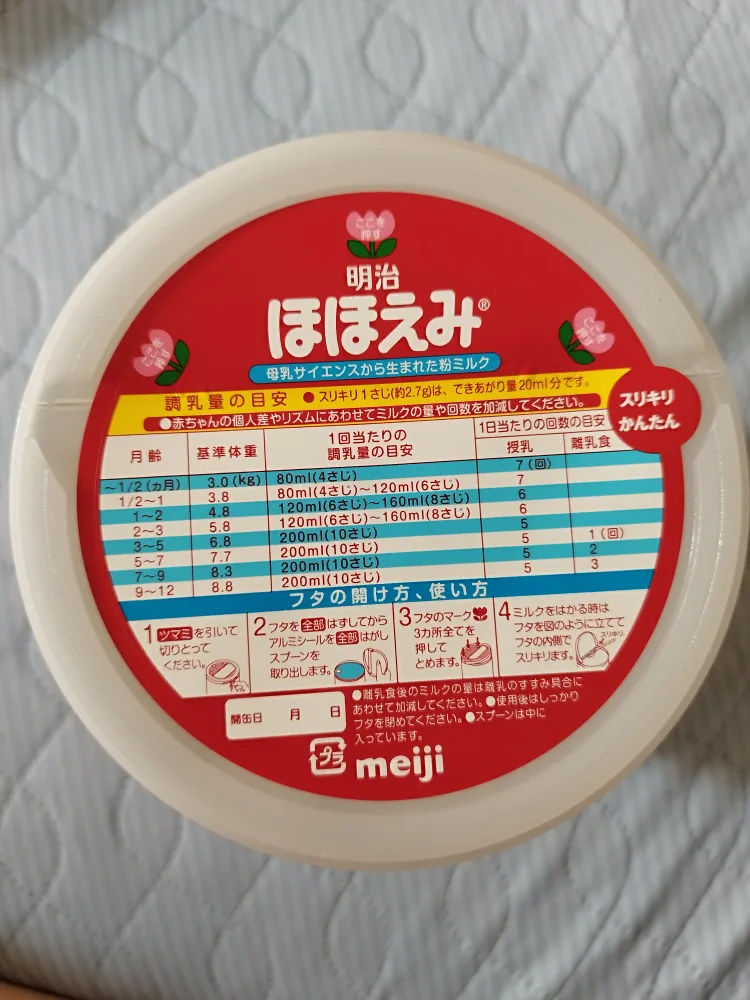 ここを
押す
明治
ほほえみ®
ここを
押す
ここを
押す
母乳サイエンスから生まれた粉ミルク
調乳量の目安 ●スリキリ1さじ(約2.7g)は、できあがり量20ml分です。
●赤ちゃんの個人差やリズムにあわせてミルクの量や回数を加減してください。
スリキリ
かんたん
月齢 基準体重 1回当たりの調乳量の目安 1日当たりの回数の目安
授乳 離乳食
~1/2(ヵ月) 3.0(kg) 80ml(4さじ) 7(回)
1/2~1 3.8 80ml(4さじ)~120ml(6さじ) 7
1~2 4.8 120ml(6さじ)~160ml(8さじ) 6
2~3 5.8 120ml(6さじ)~160ml(8さじ) 6
3~5 6.8 200ml(10さじ) 5
5~7 7.7 200ml(10さじ) 5 1(回)
7~9 8.3 200ml(10さじ) 5 2
9~12 8.8 200ml(10さじ) 5 3
フタの開け方、使い方
1 ツマミを引いて
切りとって
ください。
2 フタを全部はずしてから
アルミシールを全部はがし
スプーンを
取り出します。
3 フタのマーク
3カ所全てを
押して
とめます。
4 ミルクをはかる時は
フタを図のように立てて
フタの内側で
スリキリます。
スリキリ
開缶日 月 日
●離乳食後のミルクの量は離乳のすすみ具合に
あわせて加減してください。●使用後はしっかり
フタを閉めてください。●スプーンは中に
入っています。
プラ
meiji